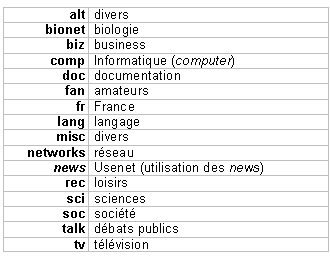 alt divers
bionet biologie
biz business
comp Informatique (computer)
doc documentation
fan amateurs
fr France
lang langage
misc divers
networks réseau
news Usenet (utilisation des news)
rec loisirs
sci sciences
soc société
talk débats publics
tv télévision